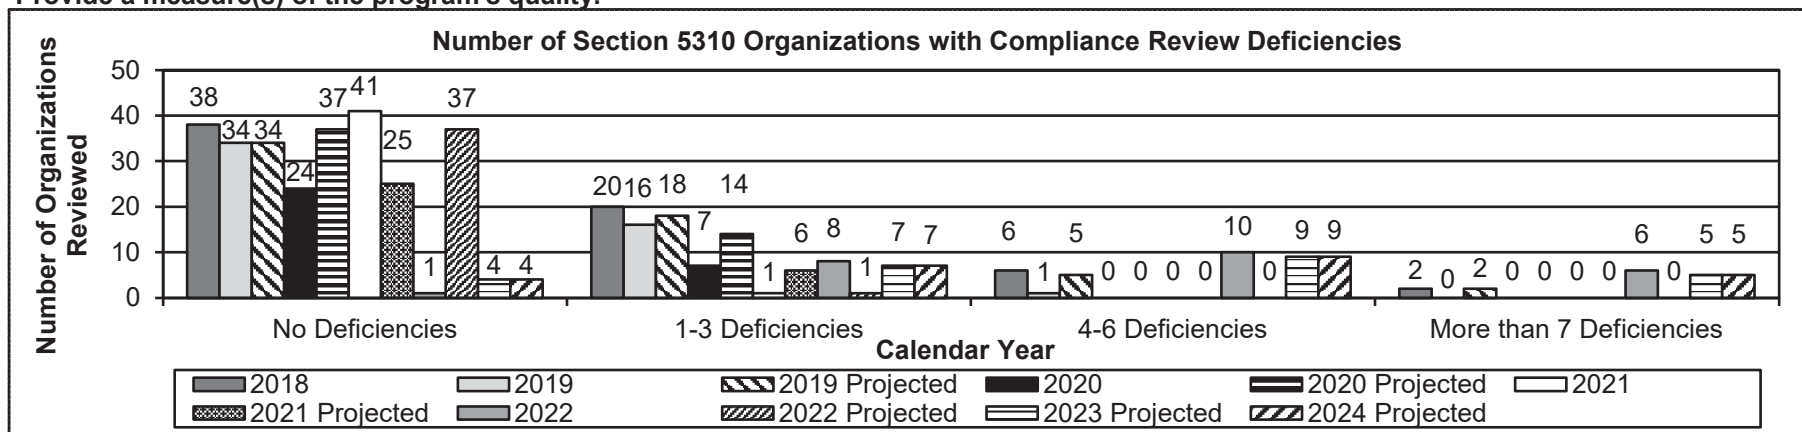 Provide a measure(s) of the program's quality.
Number of Section 5310 Organizations with Compliance Review Deficiencies
Number of Organizations
Reviewed
50
40
30
20
10
0
38 34 34 24 37 41 25 1 37 4 4
20 16 18 7 14 1 6 8 1 7 7
6 1 5 0 0 0 0 10 0 9 9
2 0 2 0 0 0 0 6 0 5 5
No Deficiencies 1-3 Deficiencies 4-6 Deficiencies More than 7 Deficiencies
Calendar Year
2018 2019 2019 Projected 2020 2020 Projected 2021
2021 Projected 2022 2022 Projected 2023 Projected 2024 Projected